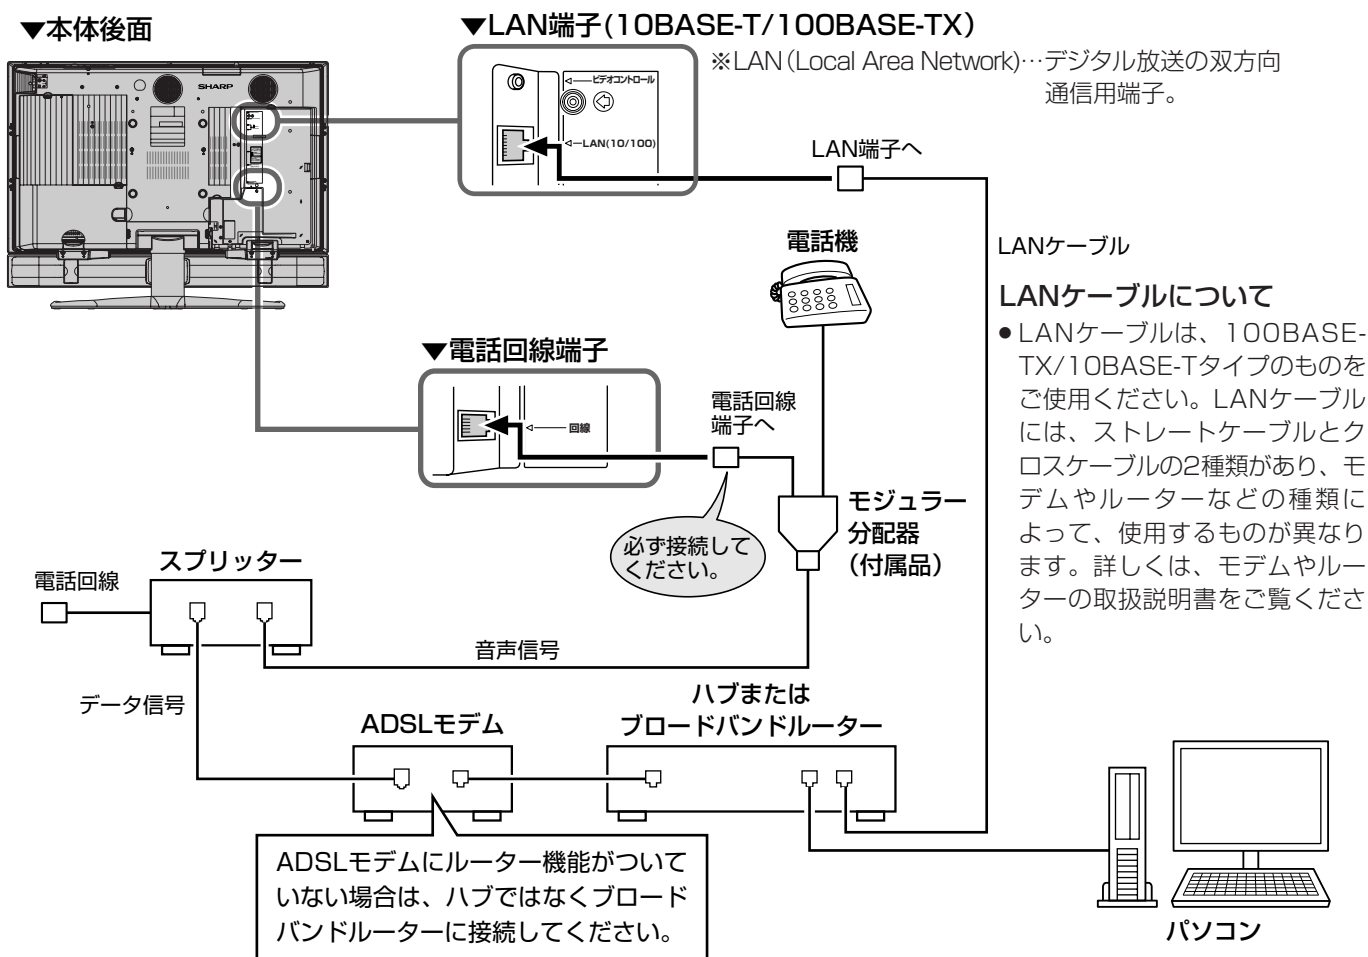 ▼本体後面
▼LAN端子(10BASE-T/100BASE-TX)
※LAN(Local Area Network)…デジタル放送の双方向
通信用端子。
SHARP
ビデオコントロール
LAN(10/100)
LAN端子へ
電話機
LANケーブル
LANケーブルについて
●LANケーブルは、100BASE-
TX/10BASE-Tタイプのものを
ご使用ください。LANケーブル
には、ストレートケーブルとク
ロスケーブルの2種類があり、モ
デムやルーターなどの種類に
よって、使用するものが異なり
ます。詳しくは、モデムやルー
ターの取扱説明書をご覧くださ
い。
▼電話回線端子
回線
電話回線
端子へ
必ず接続して
ください。
モジュラー
分配器
(付属品)
スプリッター
電話回線
音声信号
データ信号
ADSLモデム
ハブまたは
ブロードバンドルーター
ADSLモデムにルーター機能がついて
いない場合は、ハブではなくブロード
バンドルーターに接続してください。
パソコン